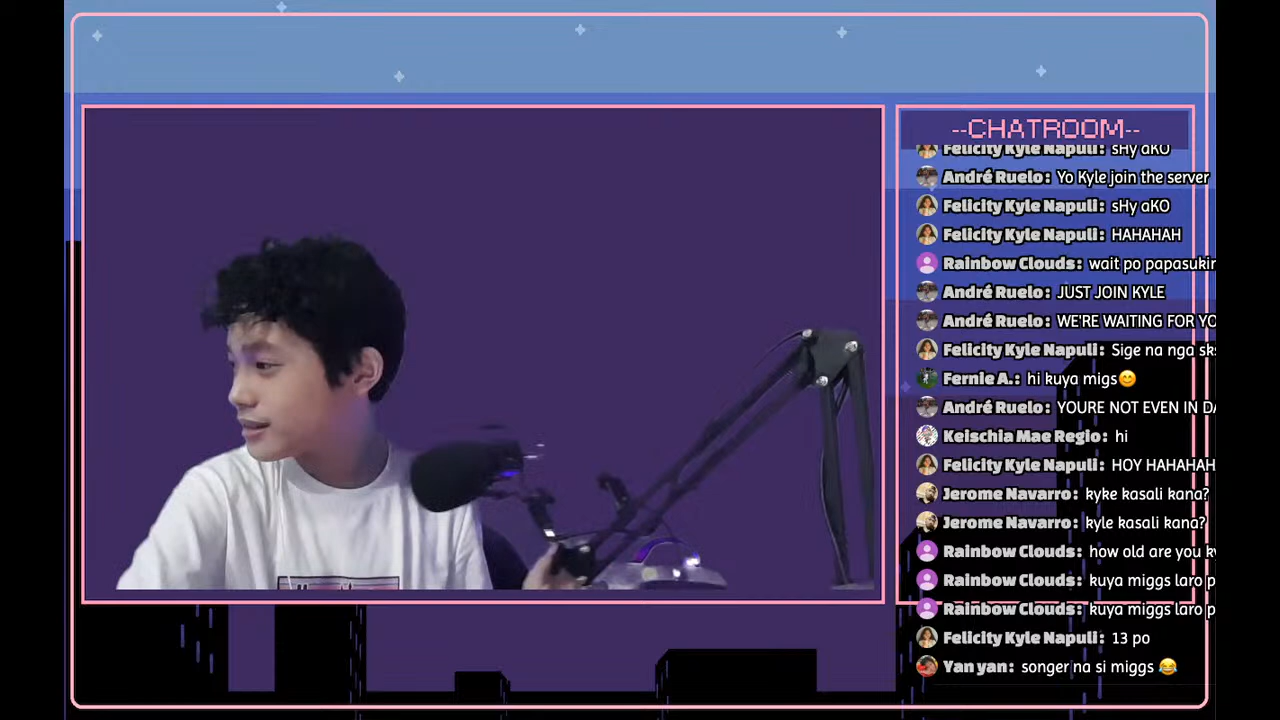 --CHATROOM--
Felicity Kyle Napuli: sHy aKO
André Ruelo: Yo Kyle join the server
Felicity Kyle Napuli: sHy aKO
Felicity Kyle Napuli: HAHAHAH
Rainbow Clouds: wait po papasukin
André Ruelo: JUST JOIN KYLE
André Ruelo: WE'RE WAITING FOR YO
Felicity Kyle Napuli: Sige na nga sks
Fernie A.: hi kuya migs😊
André Ruelo: YOURE NOT EVEN IN DA
Keischia Mae Regio: hi
Felicity Kyle Napuli: HOY HAHAHAH
Jerome Navarro: kyke kasali kana?
Jerome Navarro: kyle kasali kana?
Rainbow Clouds: how old are you ky
Rainbow Clouds: kuya miggs laro p
Rainbow Clouds: kuya miggs laro p
Felicity Kyle Napuli: 13 po
Yan yan: songer na si miggs 😂